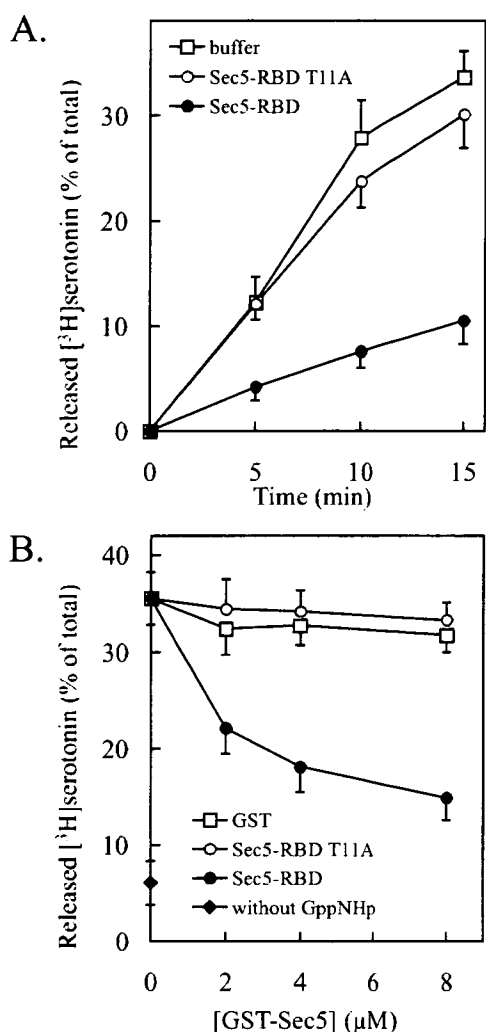 A.
buffer
Sec5-RBD T11A
Sec5-RBD
Released [³H]serotonin (% of total)
30
20
10
0
0 5 10 15
Time (min)
B.
Released [³H]serotonin (% of total)
40
30
20
10
0
GST
Sec5-RBD T11A
Sec5-RBD
without GppNHp
0 2 4 6 8
[GST-Sec5] (μM)